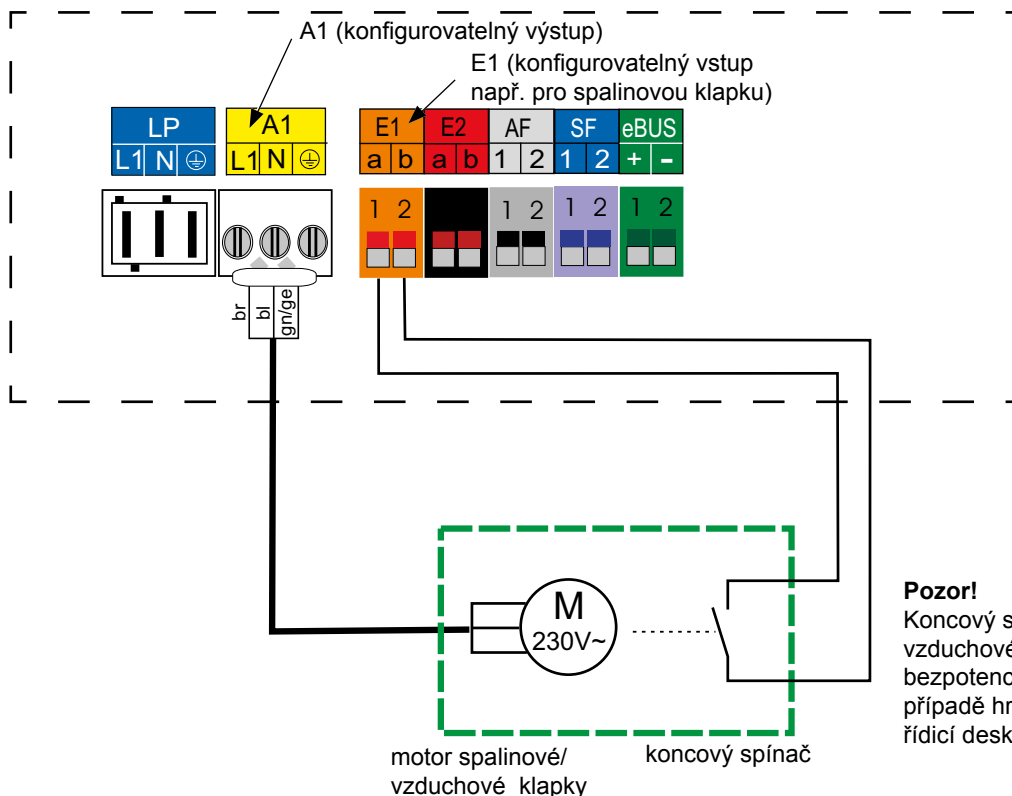 A1 (konfigurovatelný výstup)
E1 (konfigurovatelný vstup
např. pro spalinovou klapku)
LP A1 E1 E2 AF SF eBUS
L1 N L1 N a b a b 1 2 1 2 + -
1 2 1 2 1 2 1 2
br
bl
gn/ge
M
230V~
Pozor!
Koncový s
vzduchové
bezpotenc
případě hr
řídicí desk
motor spalinové/
vzduchové klapky
koncový spínač